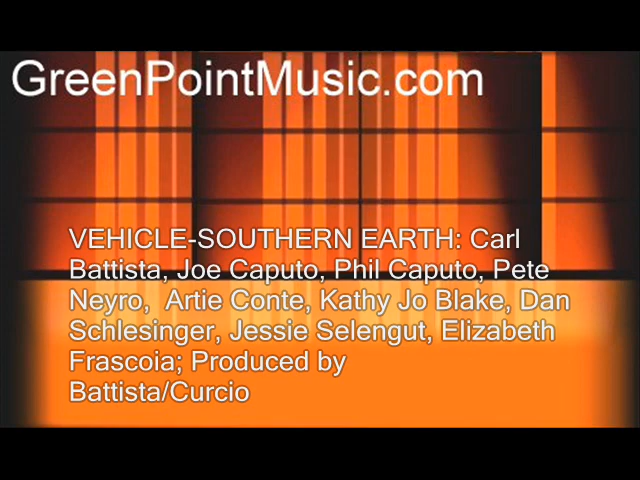 GreenPointMusic.com
VEHICLE-SOUTHERN EARTH: Carl
Battista, Joe Caputo, Phil Caputo, Pete
Neyro,  Artie Conte, Kathy Jo Blake, Dan
Schlesinger, Jessie Selengut, Elizabeth
Frascoia; Produced by
Battista/Curcio